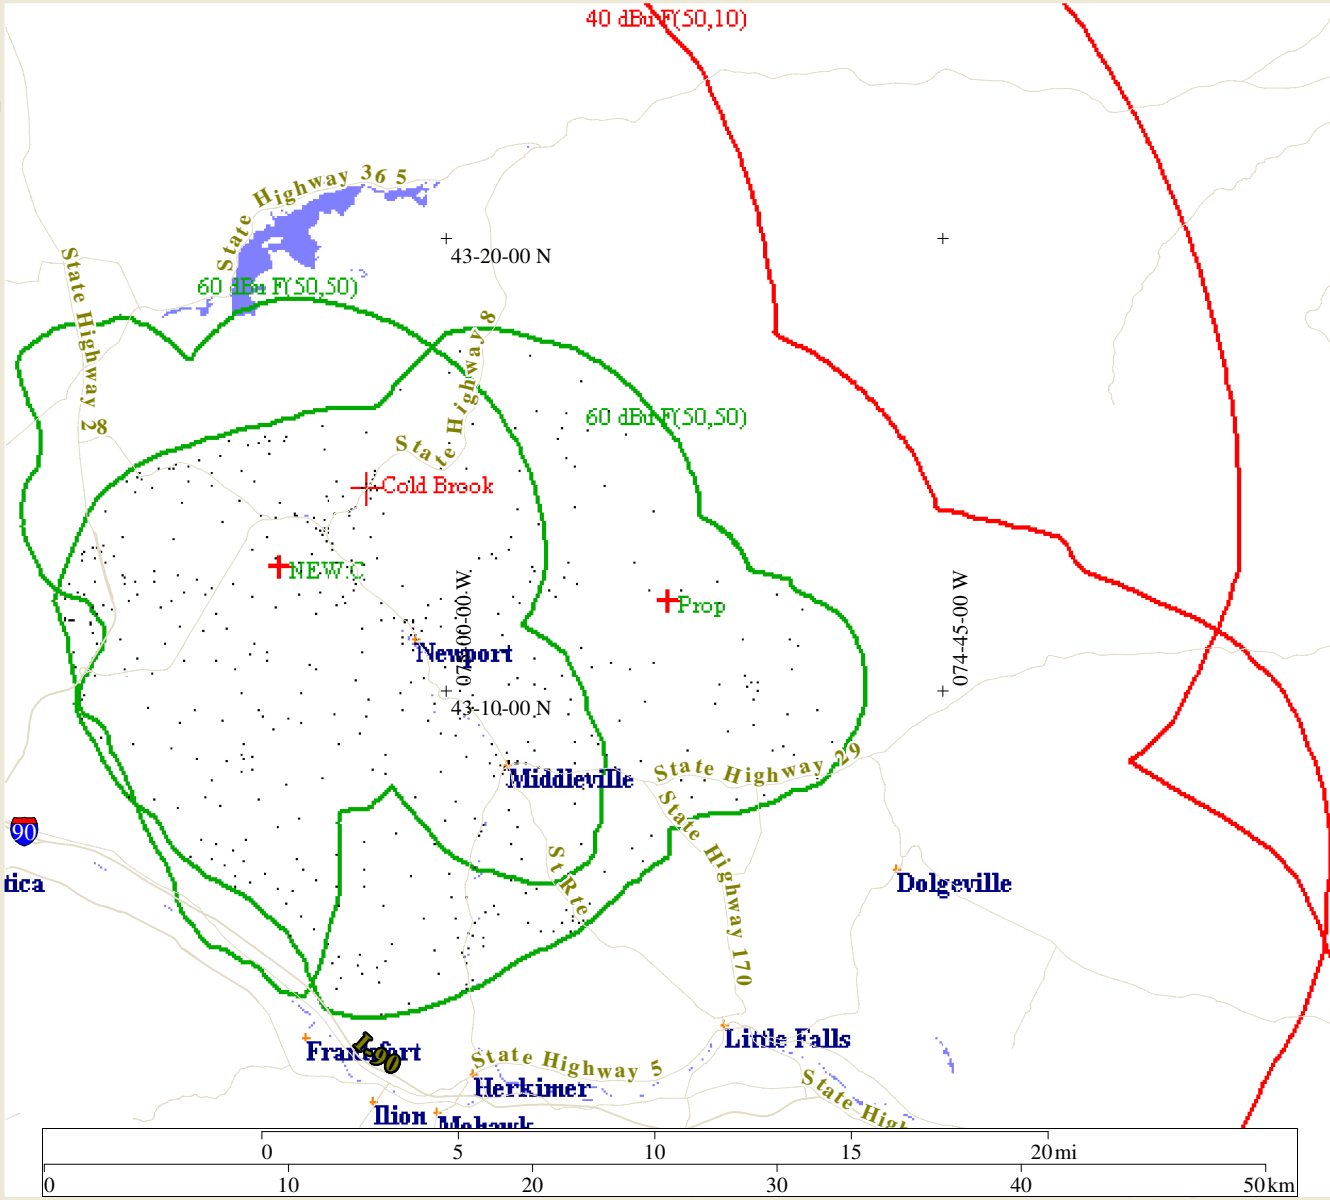 40 dBu F(50,10)
State Highway 365
43-20-00 N
State Highway 28
60 dBu F(50,50)
State Highway 8
60 dBu F(50,50)
Cold Brook
NEW.C
Prop
Newport
075-00-00 W
074-45-00 W
43-10-00 N
Middleville
State Highway 29
State Highway 170
St Rte
90
tica
Dolgeville
Little Falls
Frankfort
I-90
State Highway 5
Herkimer
State High
Ilion
Mohawk
0 5 10 15 20 mi
0 10 20 30 40 50 km